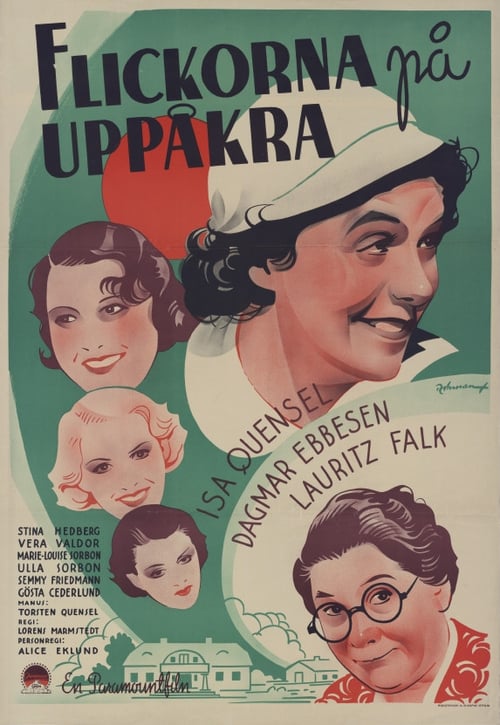 FLICKORNA på
UPPÅKRA
ISA QUENSEL
DAGMAR EBBESEN
LAURITZ FALK
STINA HEDBERG
VERA VALDOR
MARIE-LOUISE SORBON
ULLA SORBON
SEMMY FRIEDMANN
GÖSTA CEDERLUND
MANUS:
TORSTEN QUENSEL
REGI:
LORENS MARMSTEDT
PERSONREGI:
ALICE EKLUND
En Paramountfilm